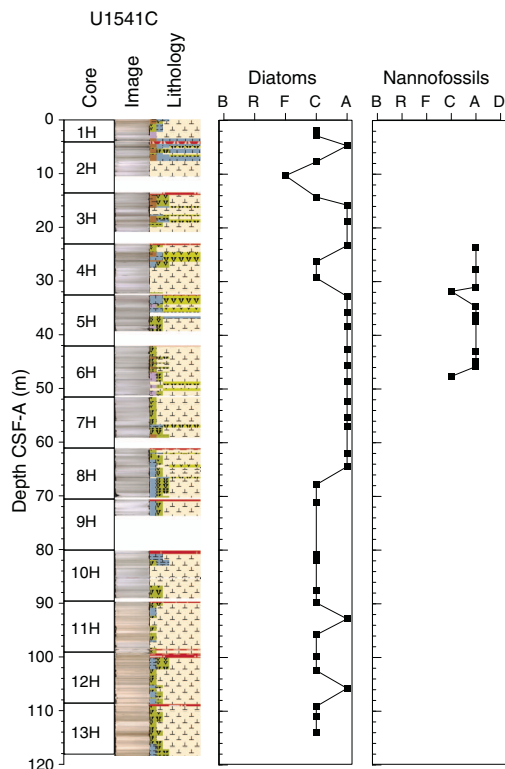 U1541C
Core
Image
Lithology
Diatoms
Nannofossils
B R F C A
B R F C A D
Depth CSF-A (m)
0
10
20
30
40
50
60
70
80
90
100
110
120
1H
2H
3H
4H
5H
6H
7H
8H
9H
10H
11H
12H
13H